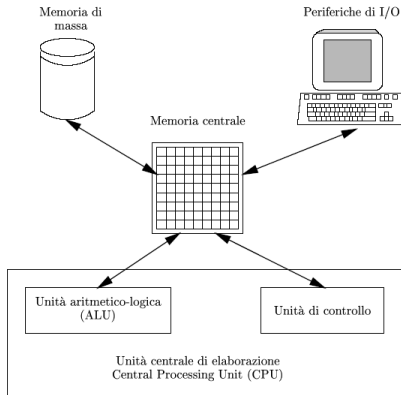 Memoria di
massa
Periferiche di I/O
Memoria centrale
Unità aritmetico-logica
(ALU)
Unità di controllo
Unità centrale di elaborazione
Central Processing Unit (CPU)